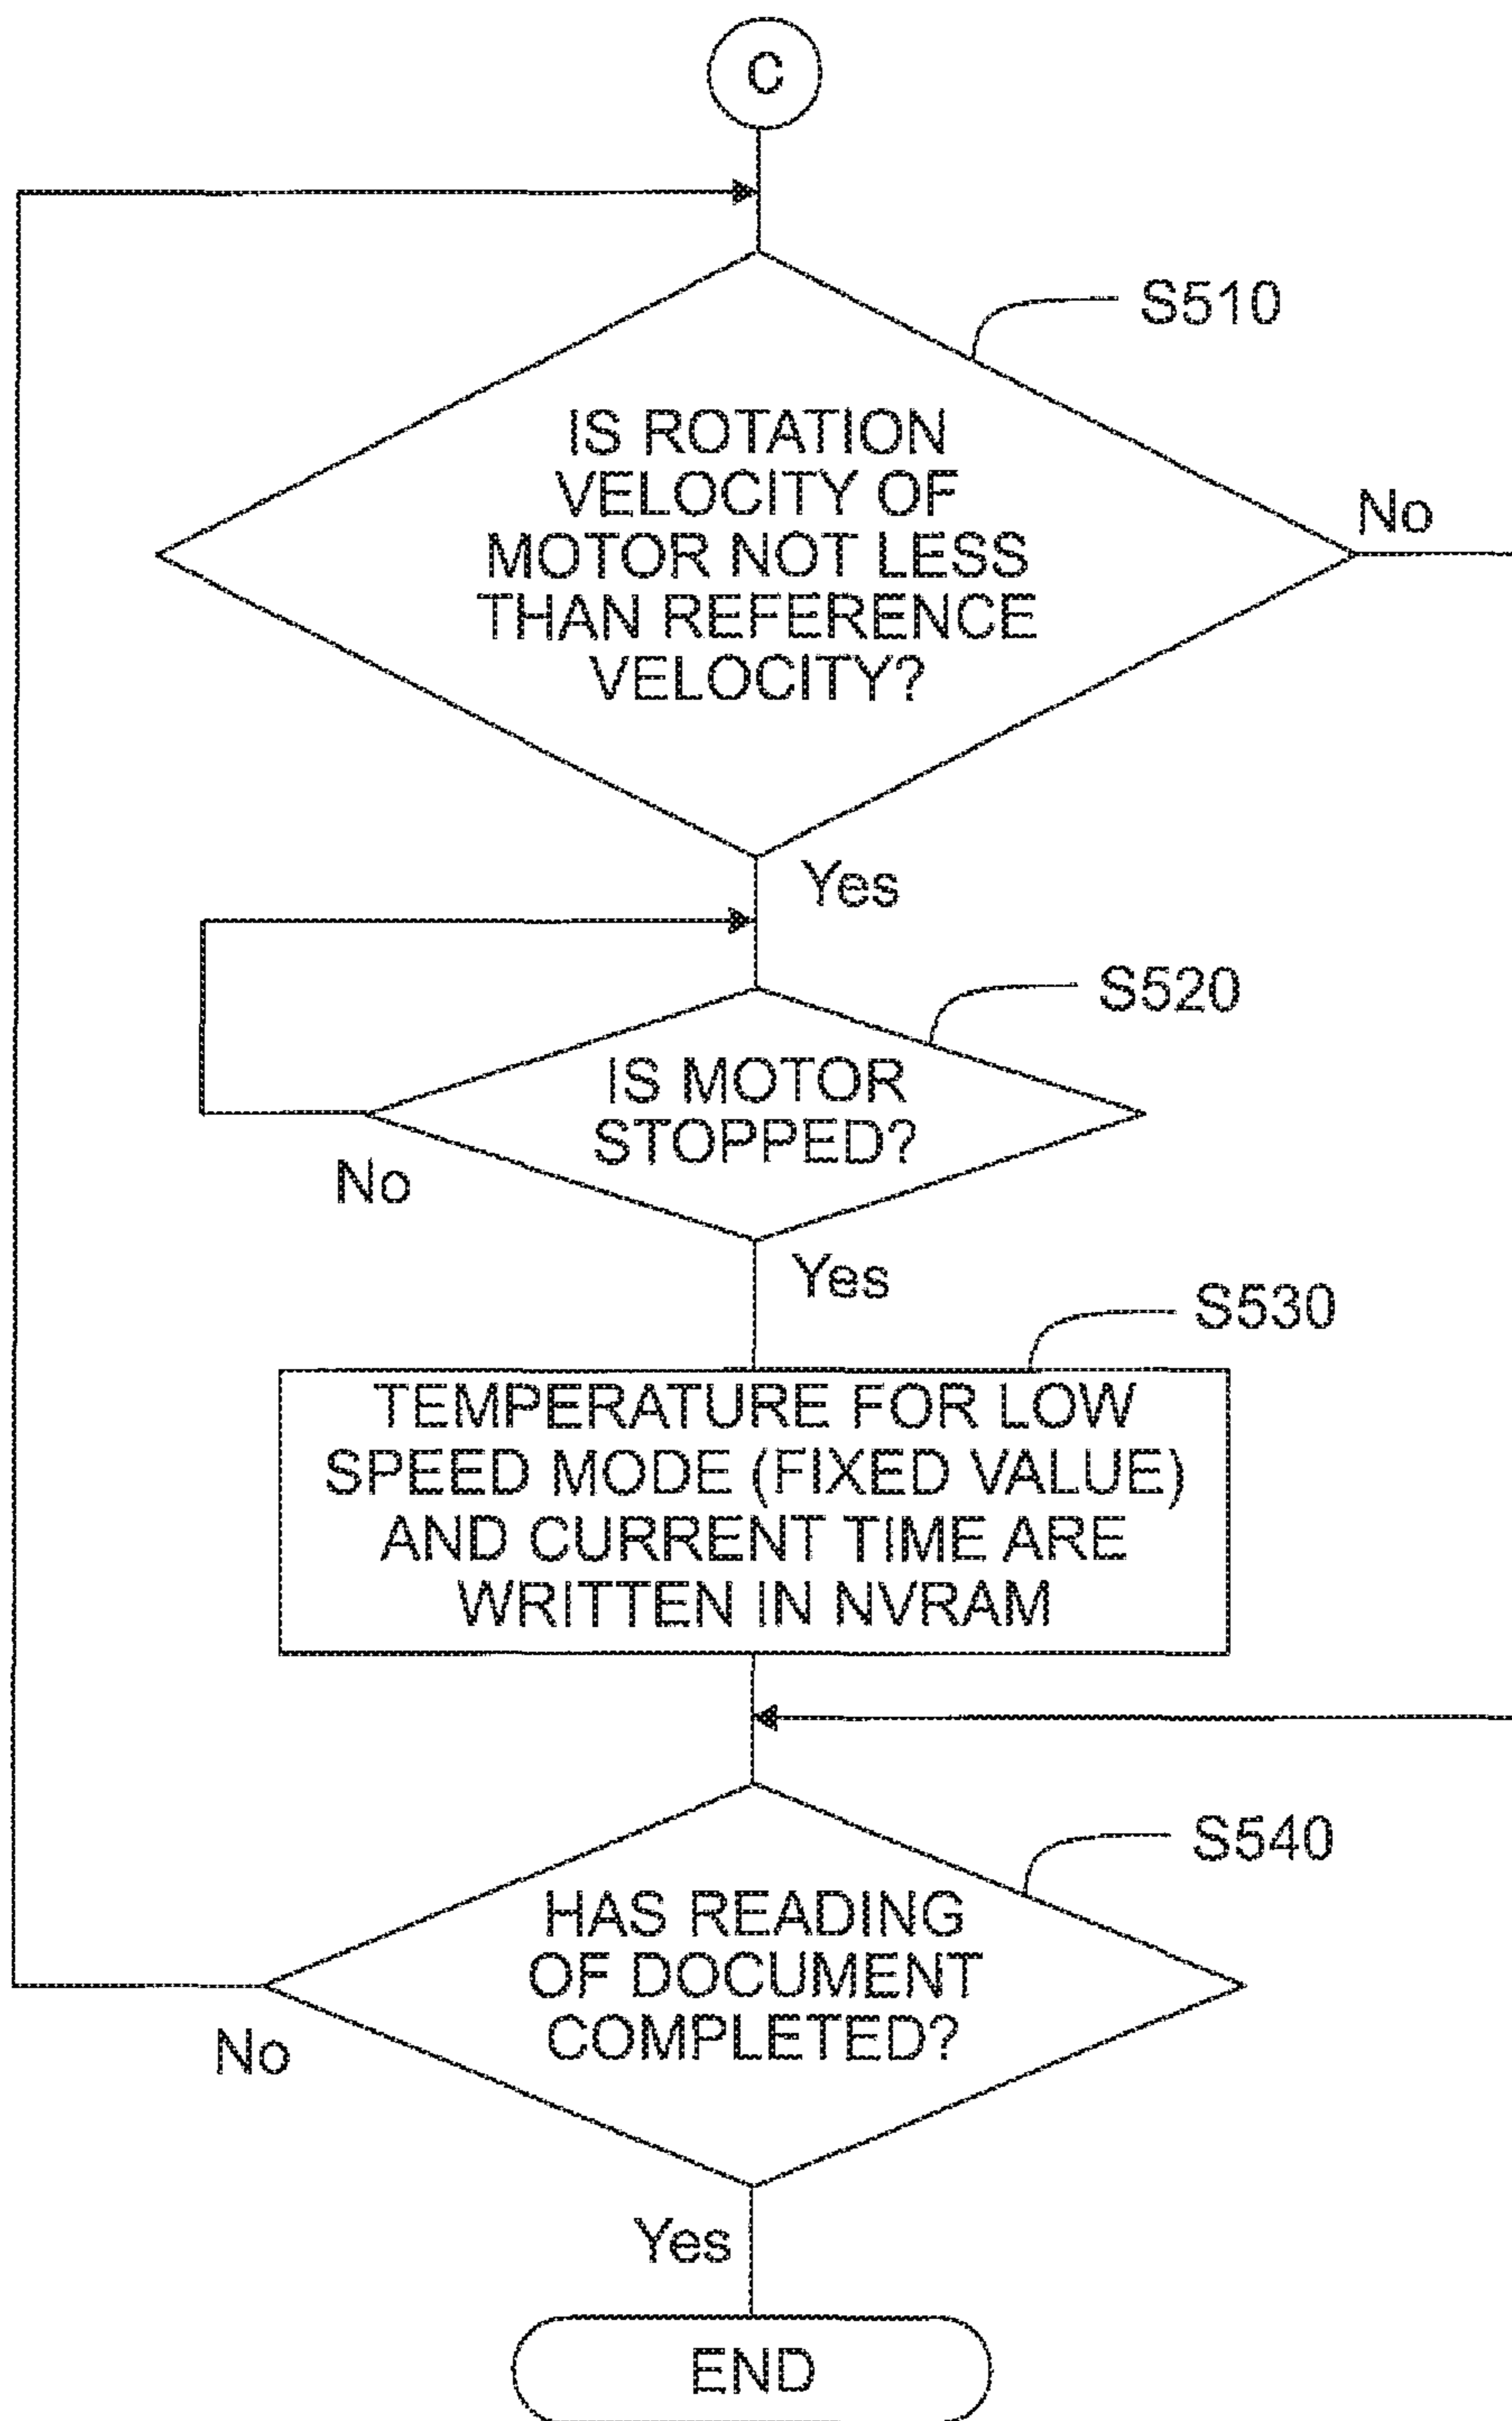 C
S510
IS ROTATION
VELOCITY OF
MOTOR NOT LESS
THAN REFERENCE
VELOCITY?
No
Yes
S520
IS MOTOR
STOPPED?
No
Yes
S530
TEMPERATURE FOR LOW
SPEED MODE (FIXED VALUE)
AND CURRENT TIME ARE
WRITTEN IN NVRAM
S540
HAS READING
OF DOCUMENT
COMPLETED?
No
Yes
END